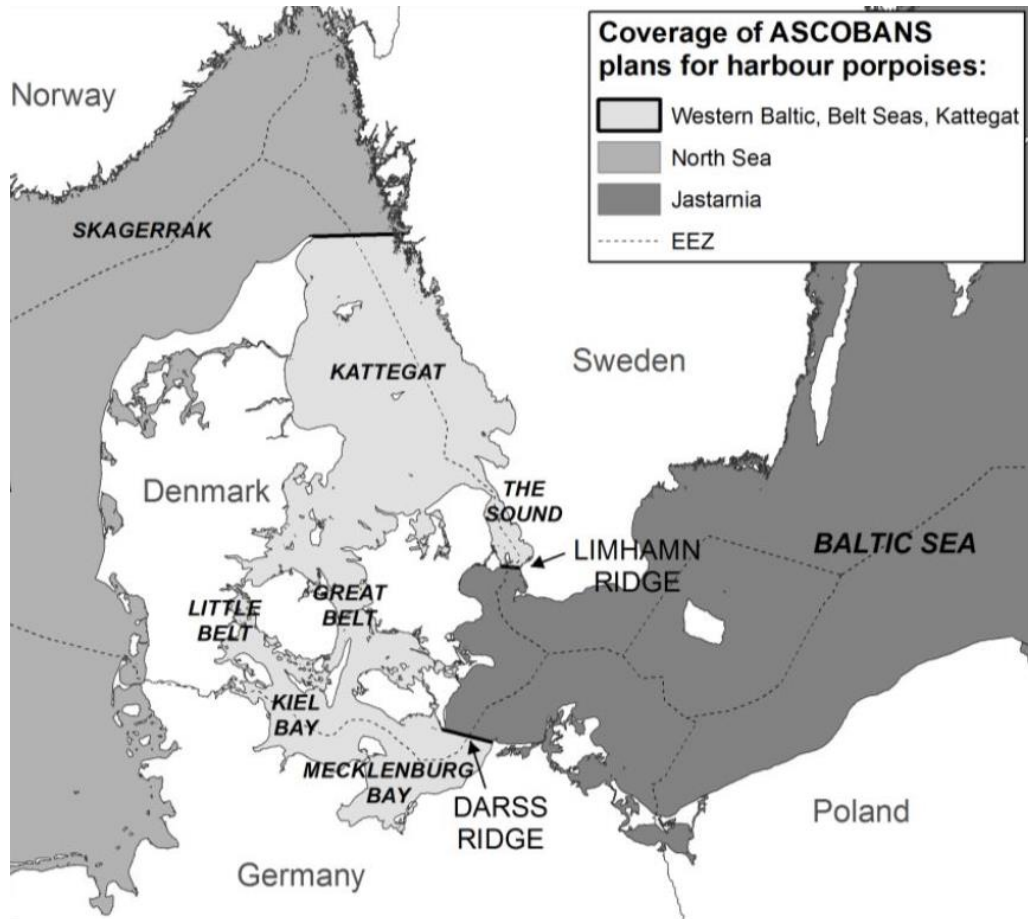 Coverage of ASCOBANS
plans for harbour porpoises:
Western Baltic, Belt Seas, Kattegat
North Sea
Jastarnia
EEZ
Norway
SKAGERRAK
KATTEGAT
Sweden
Denmark
THE
SOUND
BALTIC SEA
LIMHAMN
RIDGE
GREAT
BELT
LITTLE
BELT
KIEL
BAY
MECKLENBURG
BAY
DARSS
RIDGE
Poland
Germany